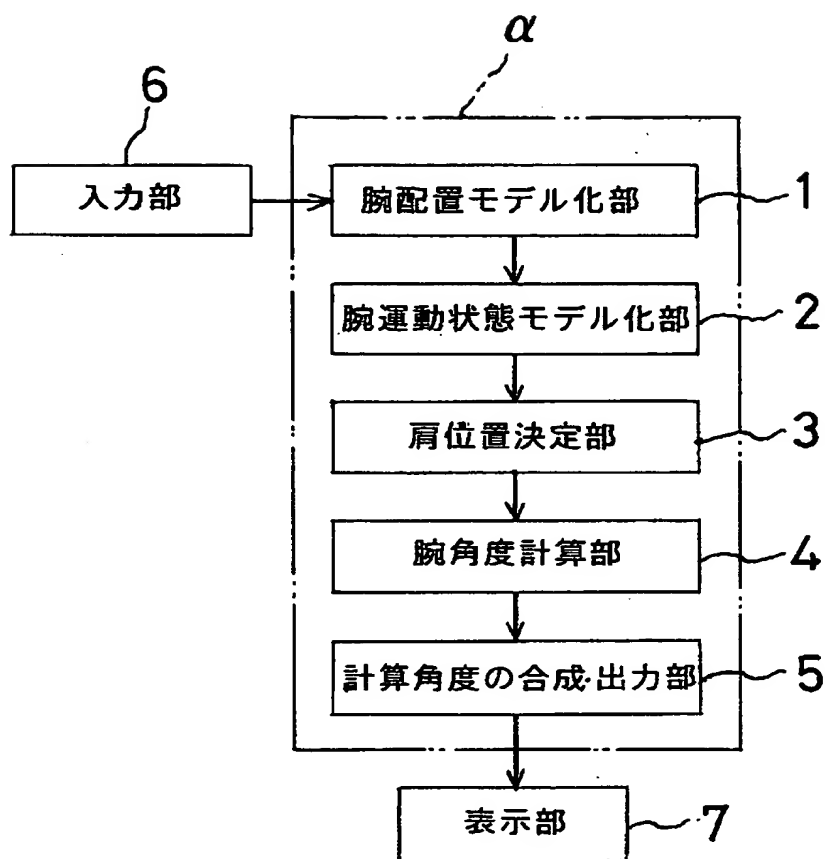 α
6
入力部
腕配置モデル化部
1
腕運動状態モデル化部
2
肩位置決定部
3
腕角度計算部
4
計算角度の合成・出力部
5
表示部
7